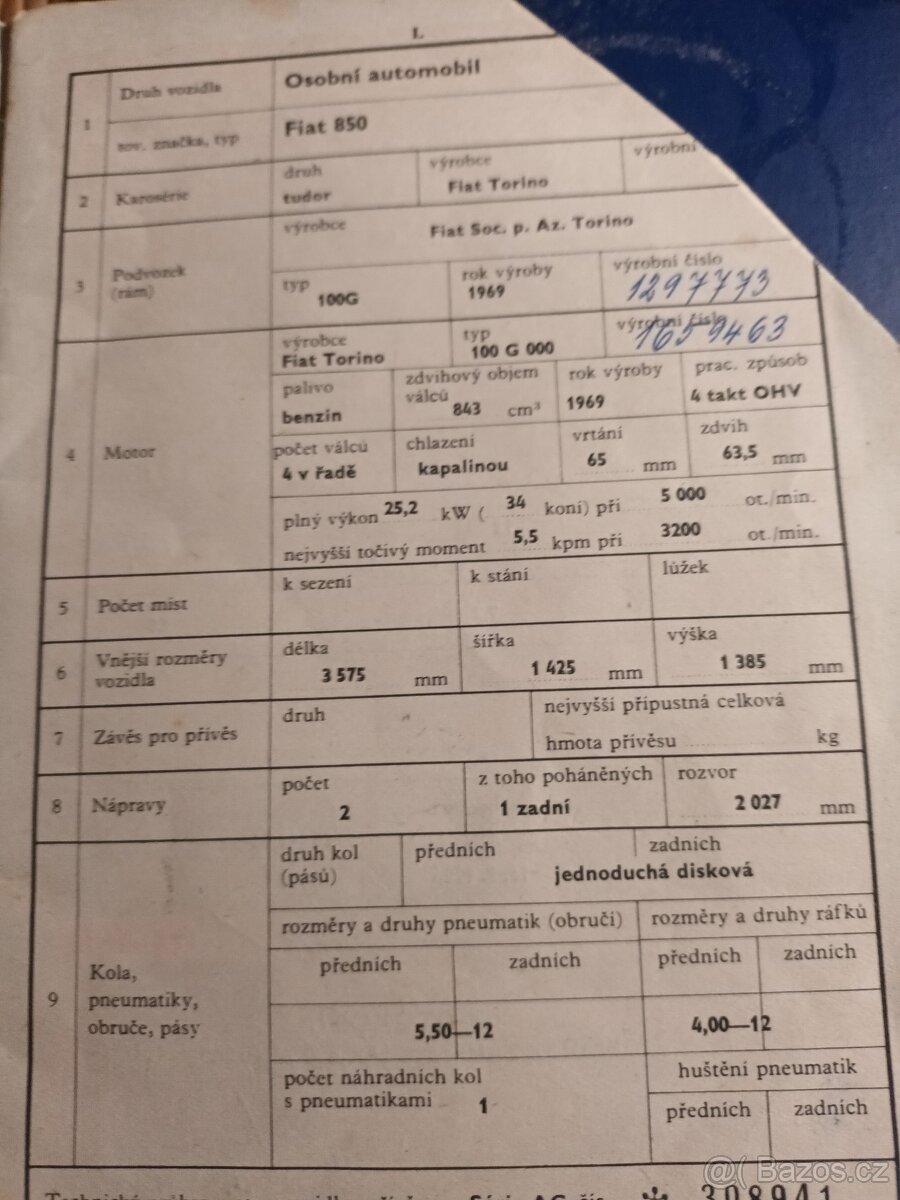 I.
1 Druh vozidla Osobní automobil
tov. značka, typ Fiat 850
2 Karosérie druh výrobce výrobní
tudor Fiat Torino
3 Podvozek (rám) výrobce Fiat Soc. p. Az. Torino
typ rok výroby výrobní číslo
100G 1969 1297773
4 Motor výrobce typ výrobní číslo
Fiat Torino 100 G 000 1659463
palivo zdvihový objem válců rok výroby prac. způsob
benzin 843 cm³ 1969 4 takt OHV
počet válců chlazení vrtání zdvih
4 v řadě kapalinou 65 mm 63,5 mm
plný výkon 25,2 kW ( 34 koní) při 5 000 ot./min.
nejvyšší točivý moment 5,5 kpm při 3200 ot./min.
5 Počet míst k sezení k stání lůžek
6 Vnější rozměry vozidla délka šířka výška
3 575 mm 1 425 mm 1 385 mm
7 Závěs pro přívěs druh nejvyšší přípustná celková
hmota přívěsu kg
8 Nápravy počet z toho poháněných rozvor
2 1 zadní 2 027 mm
9 Kola, pneumatiky, obruče, pásy
druh kol (pásů) předních zadních
jednoduchá disková
rozměry a druhy pneumatik (obručí) rozměry a druhy ráfků
předních zadních předních zadních
5,50—12 4,00—12
počet náhradních kol huštění pneumatik
s pneumatikami 1 předních zadních
308941
@( Bazos.cz